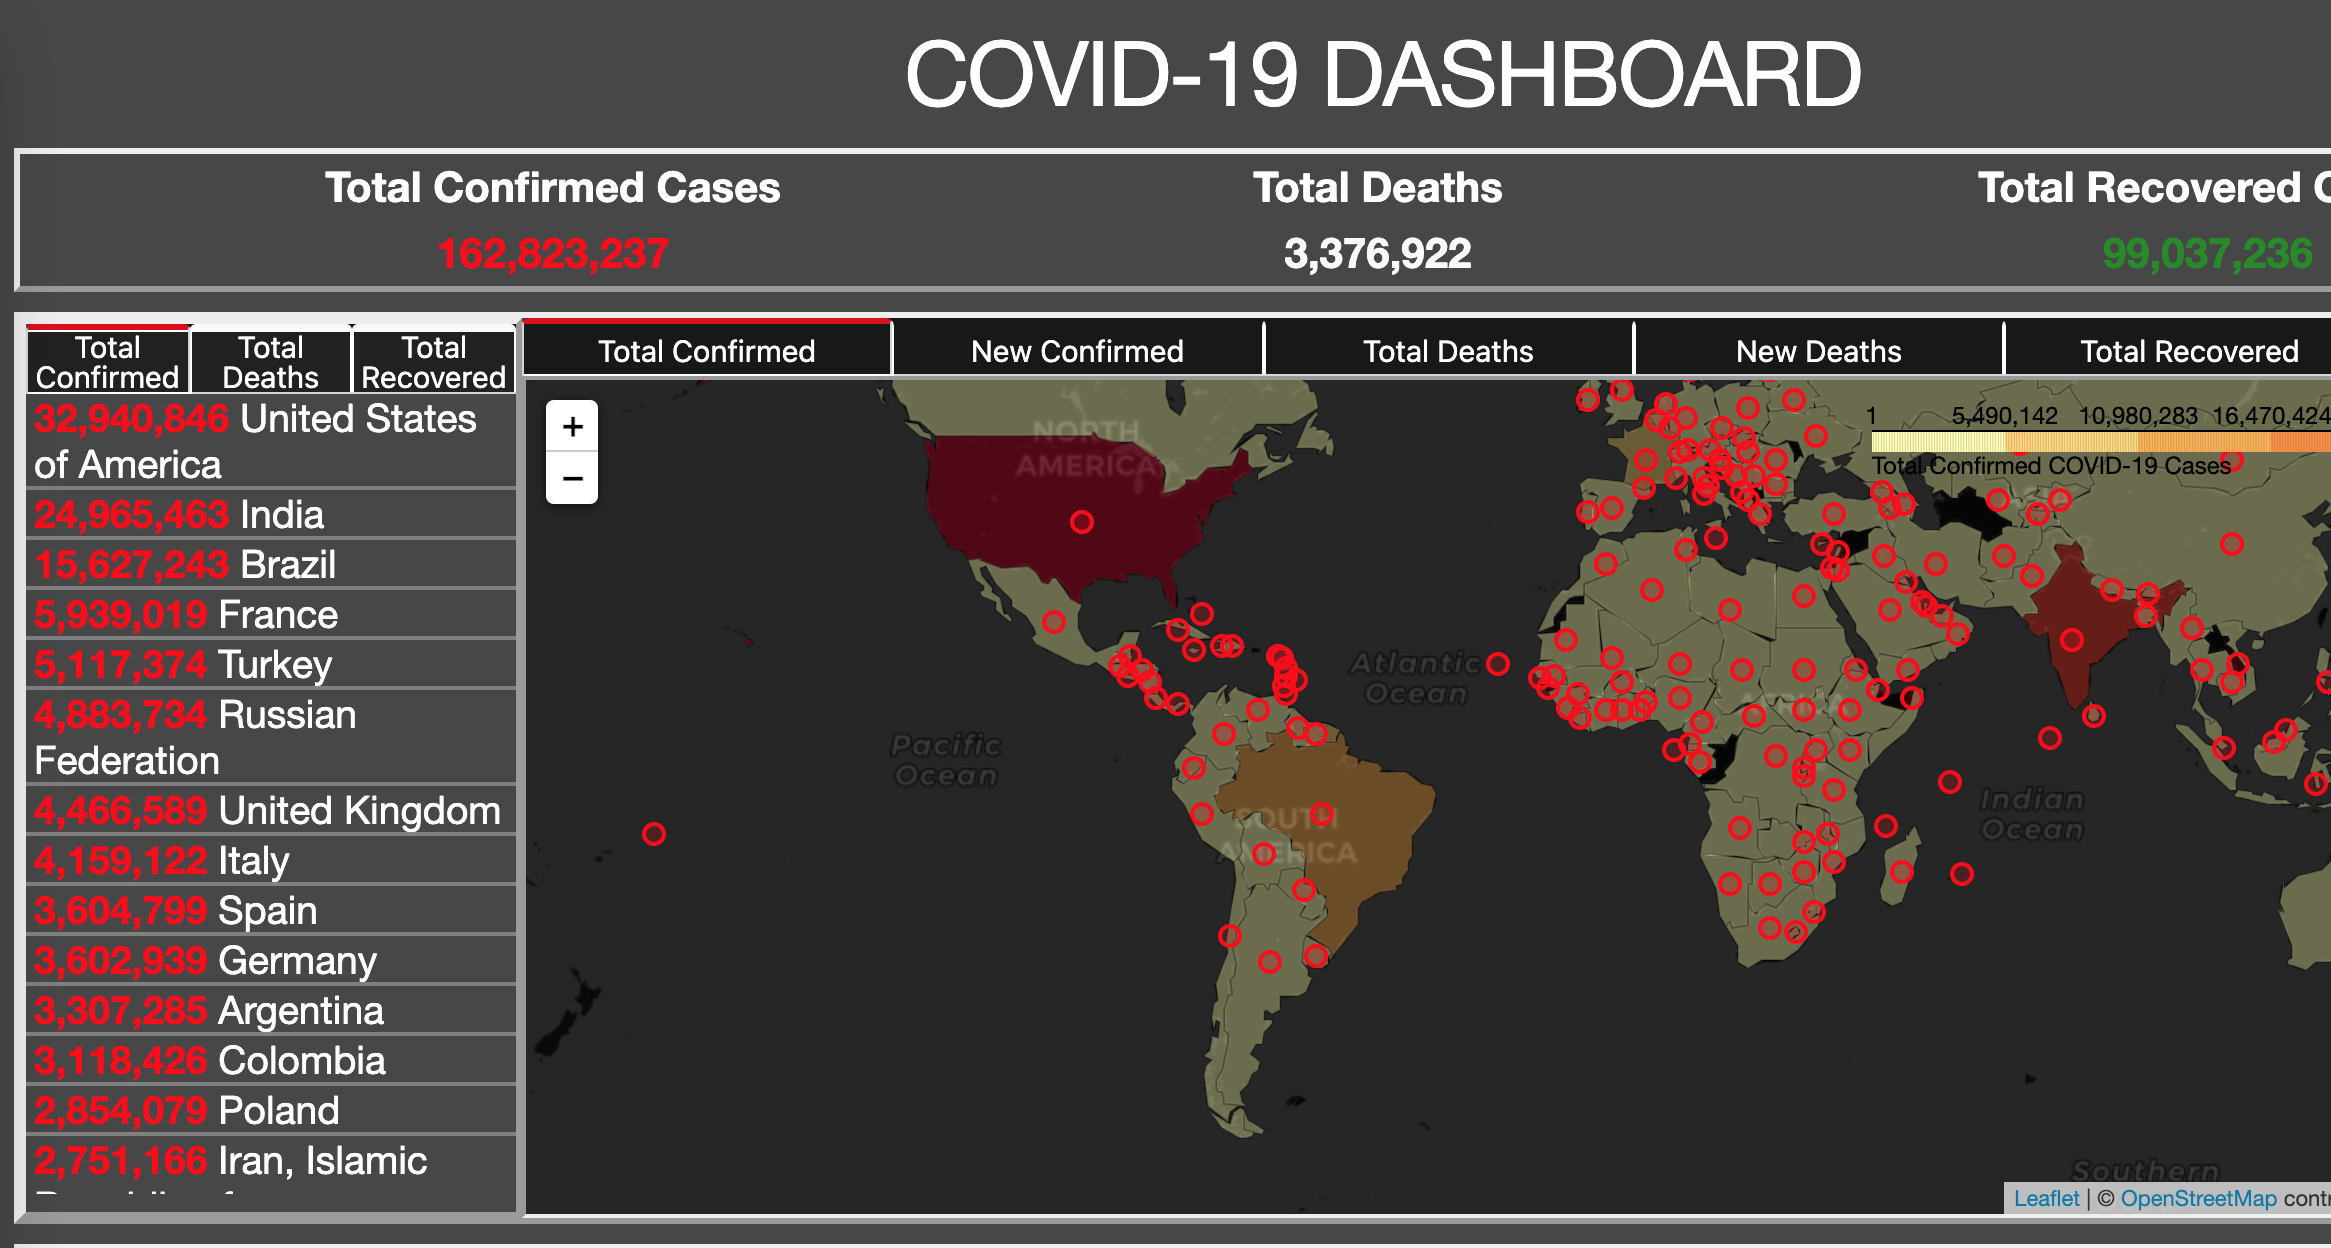 COVID-19 DASHBOARD
Total Confirmed Cases
162,823,237
Total Deaths
3,376,922
Total Recovered C
99,037,236
Total
Confirmed
Total
Deaths
Total
Recovered
32,940,846 United States
of America
24,965,463 India
15,627,243 Brazil
5,939,019 France
5,117,374 Turkey
4,883,734 Russian
Federation
4,466,589 United Kingdom
4,159,122 Italy
3,604,799 Spain
3,602,939 Germany
3,307,285 Argentina
3,118,426 Colombia
2,854,079 Poland
2,751,166 Iran, Islamic
Total Confirmed
New Confirmed
Total Deaths
New Deaths
Total Recovered
+
−
1 5,490,142 10,980,283 16,470,424
Total Confirmed COVID-19 Cases
NORTH
AMERICA
Atlantic
Ocean
Pacific
Ocean
AFRICA
SOUTH
AMERICA
Indian
Ocean
Southern
Leaflet | © OpenStreetMap contr